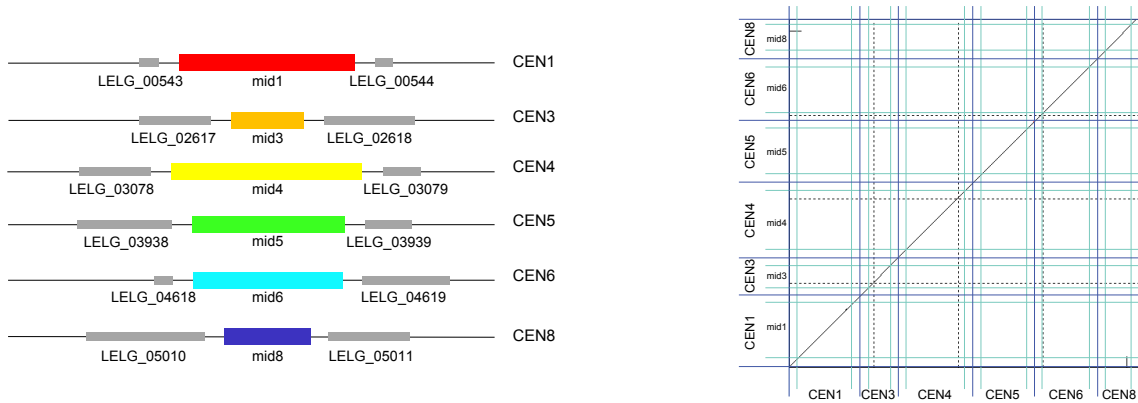 CEN1
LELG_00543 mid1 LELG_00544
CEN3
LELG_02617 mid3 LELG_02618
CEN4
LELG_03078 mid4 LELG_03079
CEN5
LELG_03938 mid5 LELG_03939
CEN6
LELG_04618 mid6 LELG_04619
CEN8
LELG_05010 mid8 LELG_05011
CEN8 mid8
CEN6 mid6
CEN5 mid5
CEN4 mid4
CEN3 mid3
CEN1 mid1
CEN1 CEN3 CEN4 CEN5 CEN6 CEN8